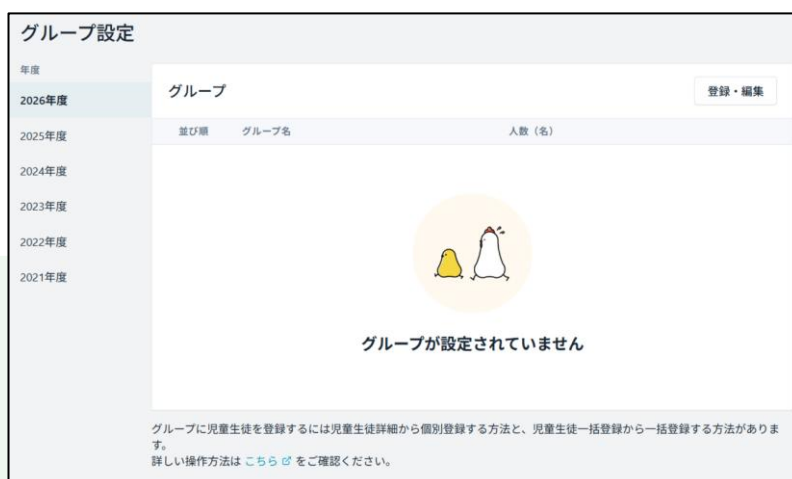 グループ設定
年度
2026年度
2025年度
2024年度
2023年度
2022年度
2021年度
グループ
登録・編集
並び順 グループ名 人数（名）
グループが設定されていません
グループに児童生徒を登録するには児童生徒詳細から個別登録する方法と、児童生徒一括登録から一括登録する方法がありま
す。
詳しい操作方法は こちら をご確認ください。